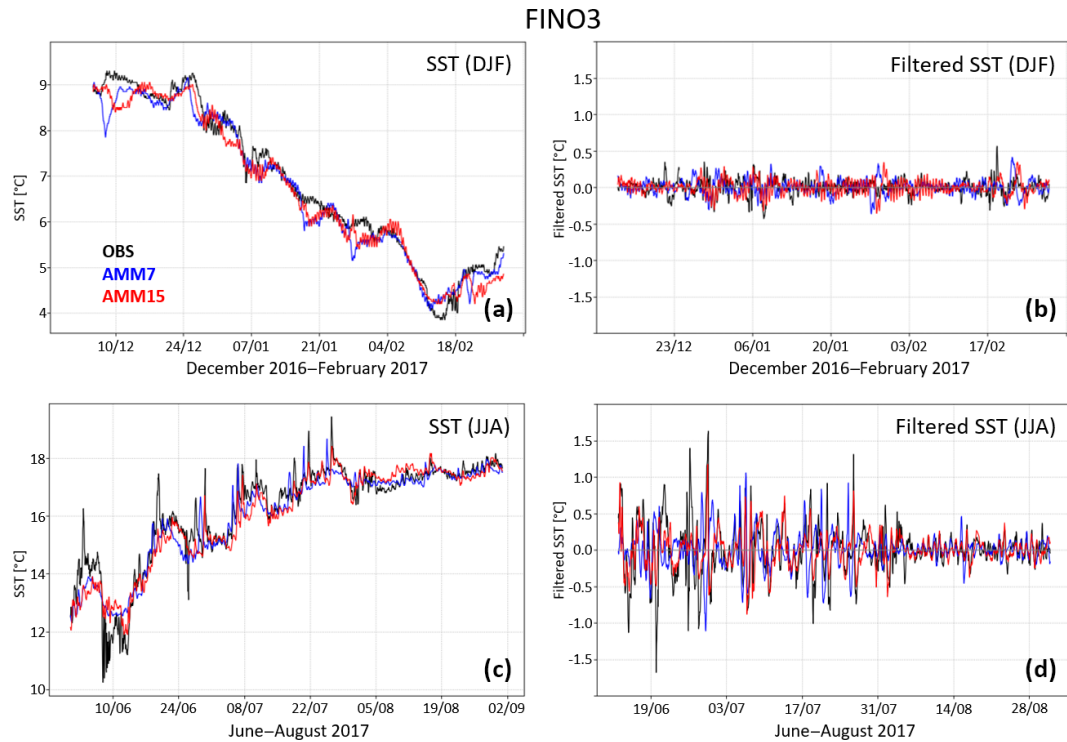 FINO3
SST (DJF)
9
8
7
6
5
4
SST [°C]
OBS
AMM7
AMM15
(a)
10/12 24/12 07/01 21/01 04/02 18/02
December 2016–February 2017
Filtered SST (DJF)
1.5
1.0
0.5
0.0
-0.5
-1.0
-1.5
Filtered SST [°C]
(b)
23/12 06/01 20/01 03/02 17/02
December 2016–February 2017
SST (JJA)
18
16
14
12
10
SST [°C]
(c)
10/06 24/06 08/07 22/07 05/08 19/08 02/09
June–August 2017
Filtered SST (JJA)
1.5
1.0
0.5
0.0
-0.5
-1.0
-1.5
Filtered SST [°C]
(d)
19/06 03/07 17/07 31/07 14/08 28/08
June–August 2017